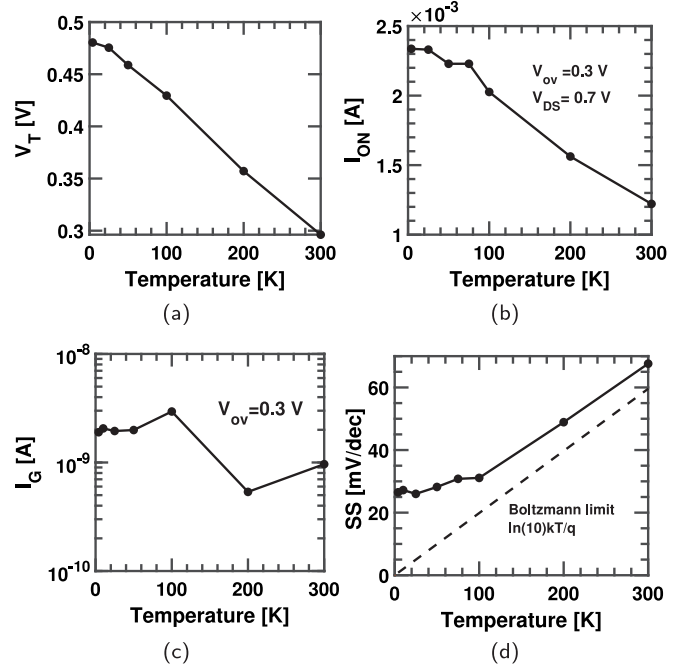 0.5
0.45
0.4
0.35
0.3
V_T [V]
0 100 200 300
Temperature [K]
(a)
×10^-3
2.5
2
1.5
1
I_ON [A]
V_ov =0.3 V
V_DS= 0.7 V
0 100 200 300
Temperature [K]
(b)
10^-8
10^-9
10^-10
I_G [A]
V_ov=0.3 V
0 100 200 300
Temperature [K]
(c)
60
40
20
0
SS [mV/dec]
Boltzmann limit
ln(10)kT/q
0 100 200 300
Temperature [K]
(d)